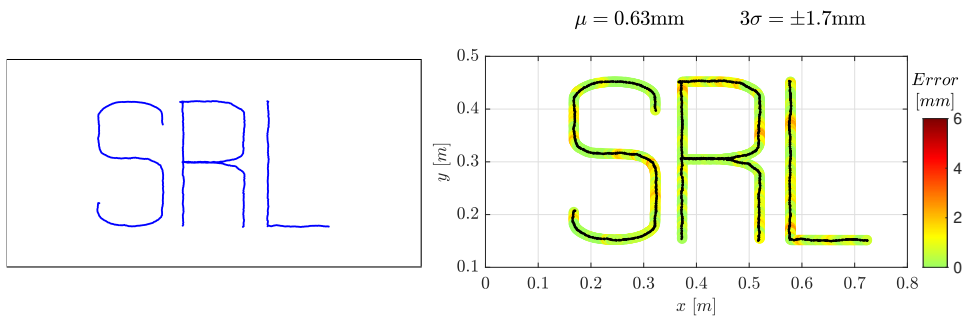 μ = 0.63mm 3σ = ±1.7mm
SRL
SRL
0.5
0.4
0.3
0.2
0.1
y [m]
0 0.1 0.2 0.3 0.4 0.5 0.6 0.7 0.8
x [m]
Error
[mm]
6
4
2
0